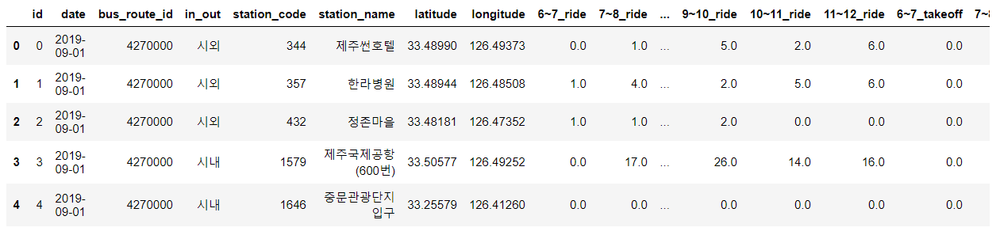 id date bus_route_id in_out station_code station_name latitude longitude 6~7_ride 7~8_ride ... 9~10_ride 10~11_ride 11~12_ride 6~7_takeoff
0 0 2019-09-01 4270000 시외 344 제주썬호텔 33.48990 126.49373 0.0 1.0 ... 5.0 2.0 6.0 0.0
1 1 2019-09-01 4270000 시외 357 한라병원 33.48944 126.48508 1.0 4.0 ... 2.0 5.0 6.0 0.0
2 2 2019-09-01 4270000 시외 432 정존마을 33.48181 126.47352 1.0 1.0 ... 2.0 0.0 0.0 0.0
3 3 2019-09-01 4270000 시내 1579 제주국제공항(600번) 33.50577 126.49252 0.0 17.0 ... 26.0 14.0 16.0 0.0
4 4 2019-09-01 4270000 시내 1646 중문관광단지입구 33.25579 126.41260 0.0 0.0 ... 0.0 0.0 0.0 0.0